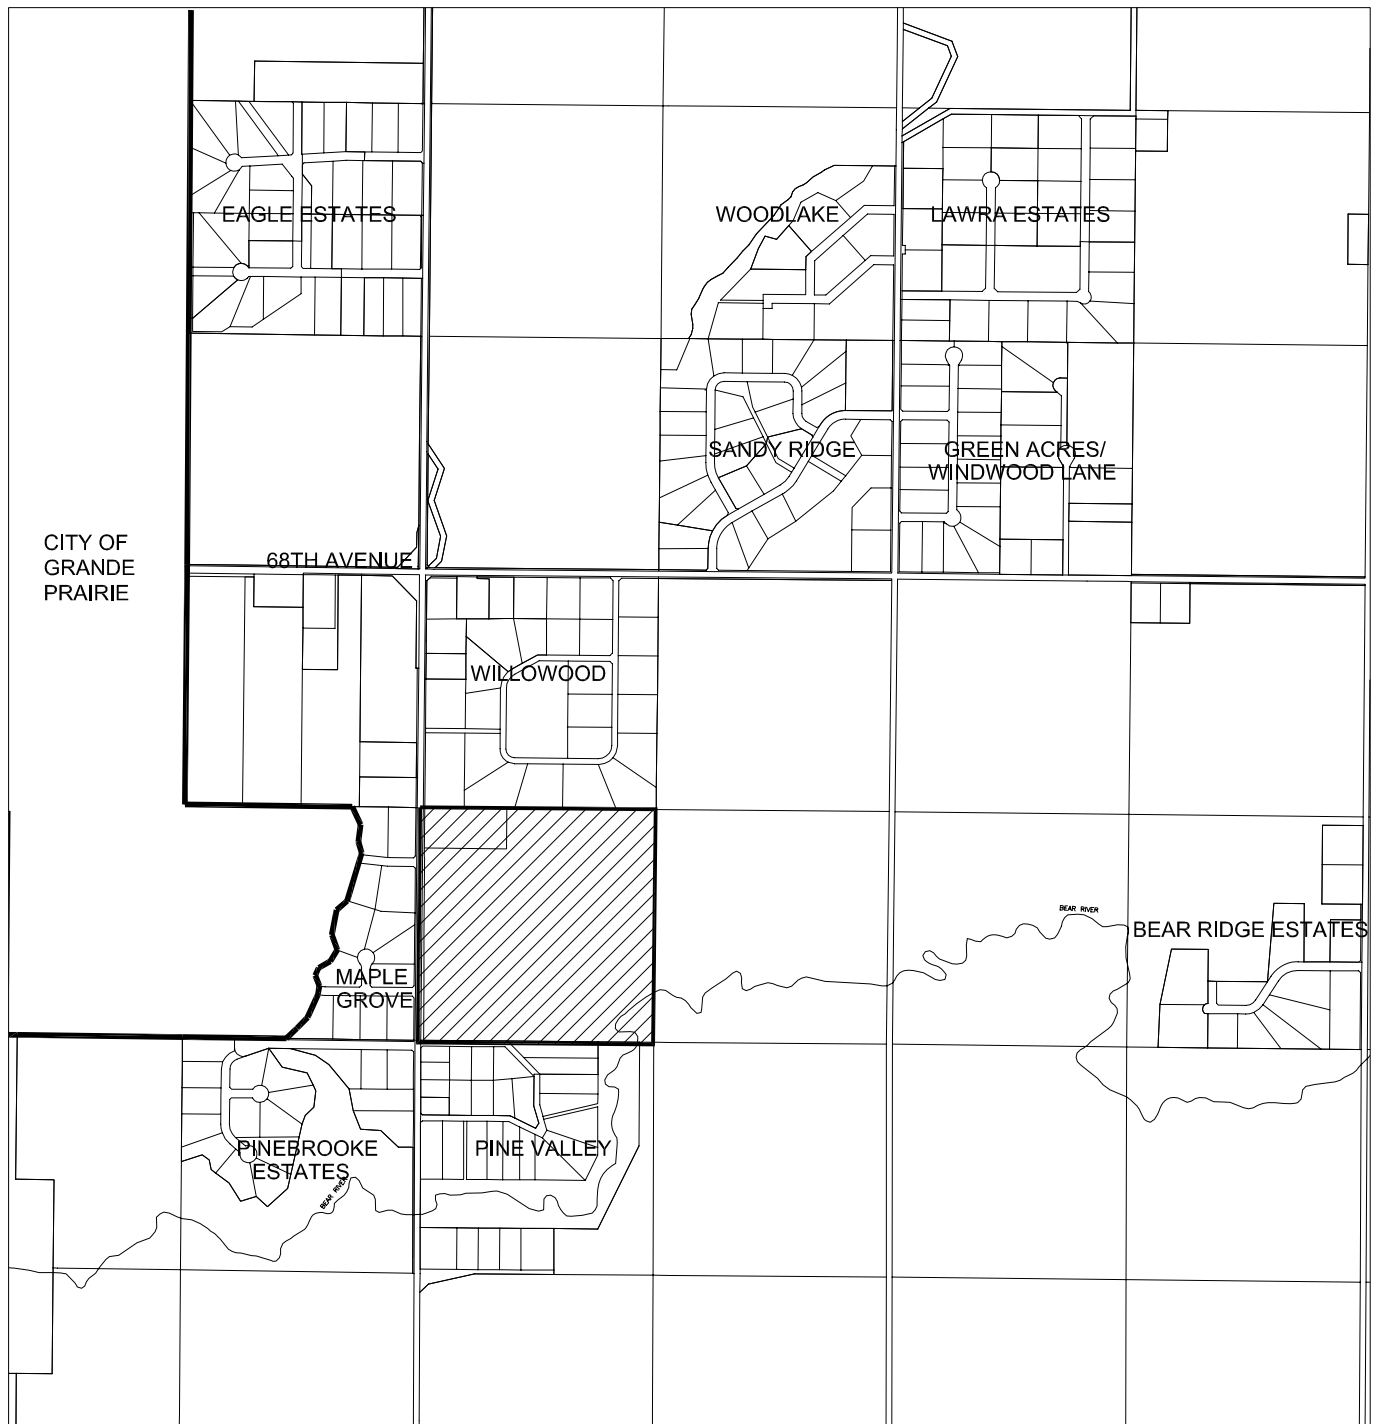 EAGLE ESTATES
WOODLAKE
LAWRA ESTATES
SANDY RIDGE
GREEN ACRES/
WINDWOOD LANE
CITY OF
GRANDE
PRAIRIE
68TH AVENUE
WILLOWOOD
BEAR RIVER
BEAR RIDGE ESTATES
MAPLE
GROVE
PINEBROOKE
ESTATES
PINE VALLEY
BEAR RIVER